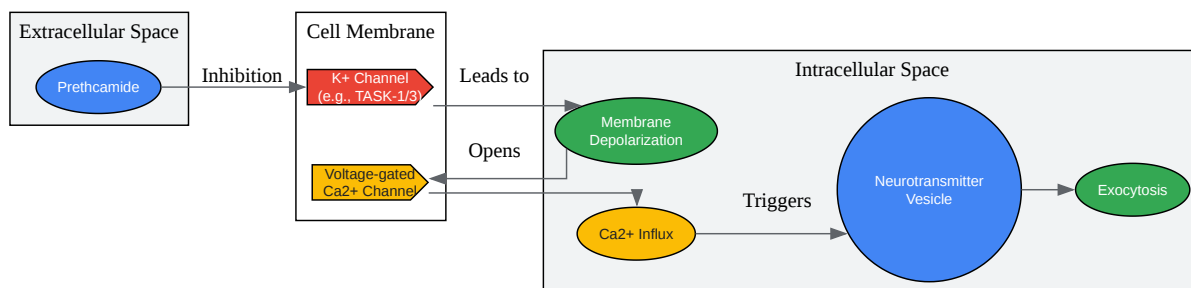 Extracellular Space
Prethcamide
Inhibition
Cell Membrane
K+ Channel
(e.g., TASK-1/3)
Leads to
Voltage-gated
Ca2+ Channel
Opens
Intracellular Space
Membrane
Depolarization
Ca2+ Influx
Triggers
Neurotransmitter
Vesicle
Exocytosis